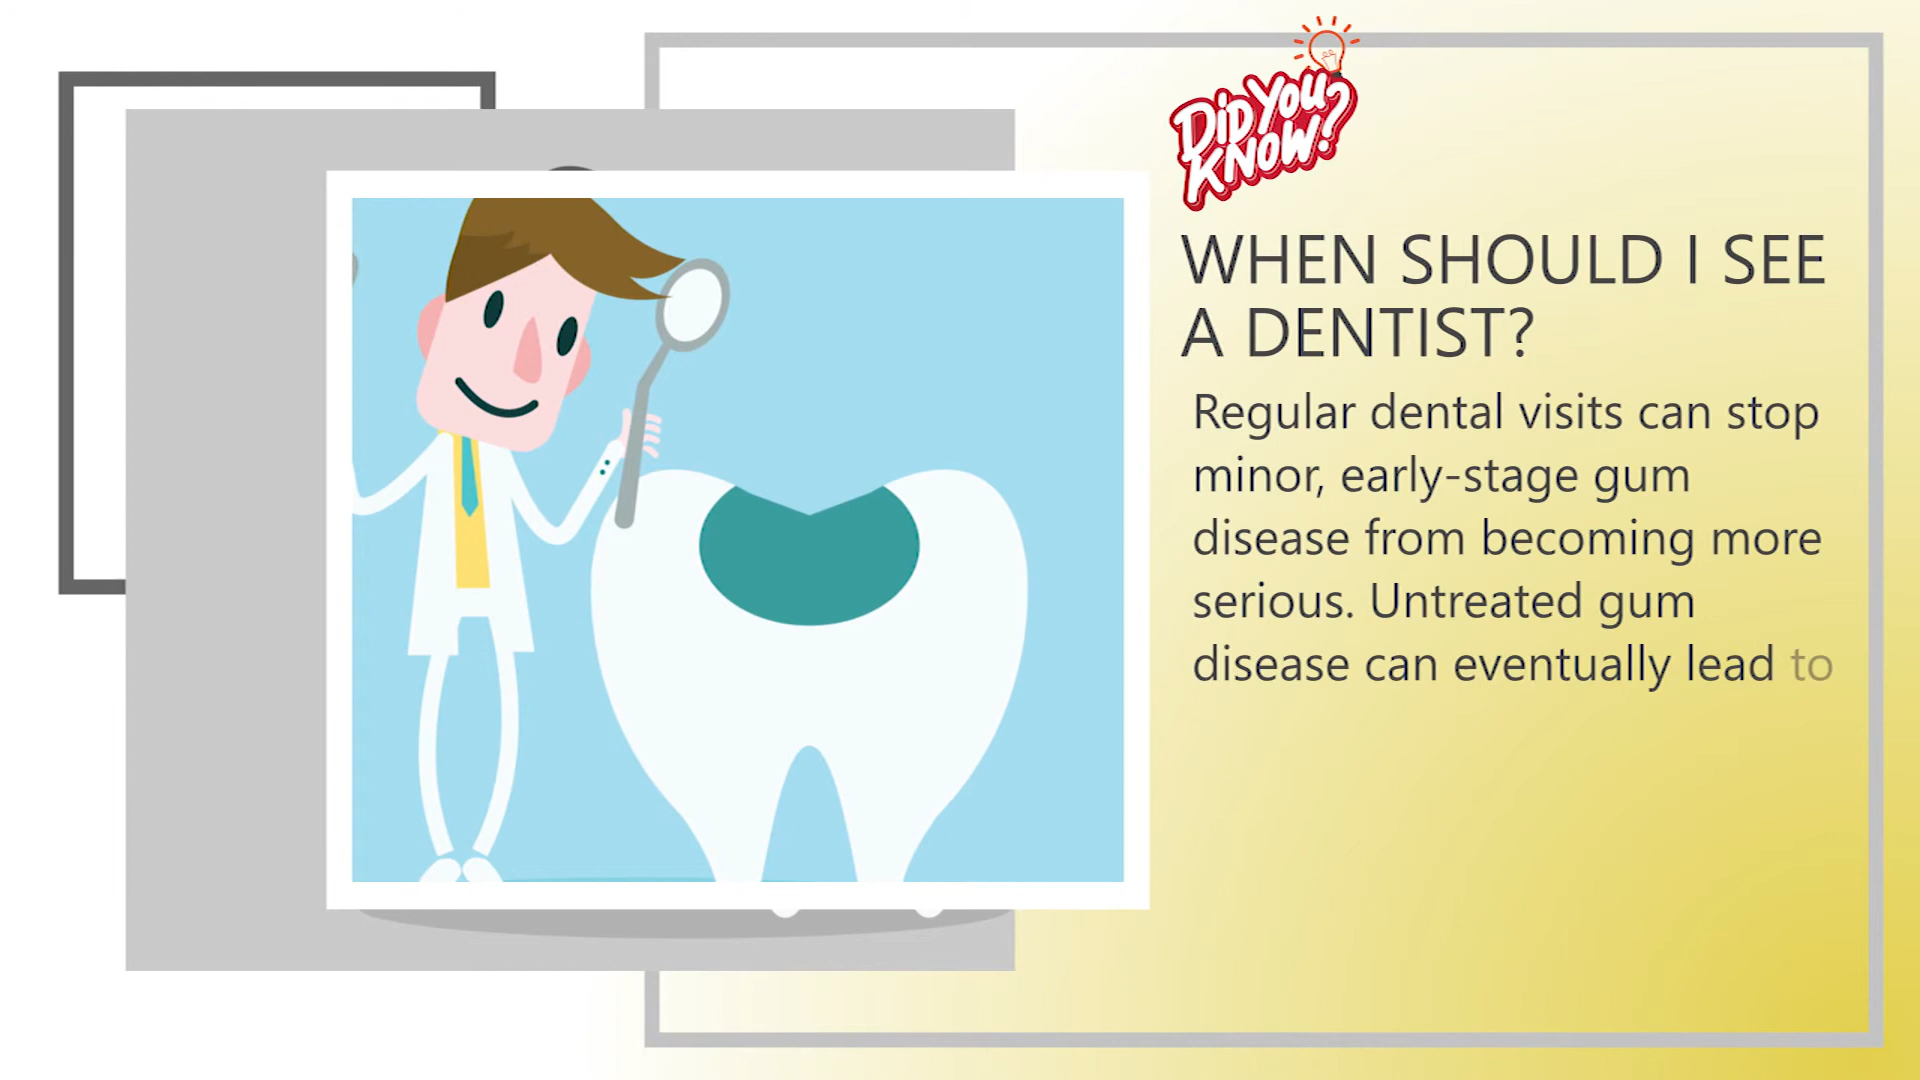 DiD YOU
KNOW?
WHEN SHOULD I SEE
A DENTIST?
Regular dental visits can stop
minor, early-stage gum
disease from becoming more
serious. Untreated gum
disease can eventually lead to